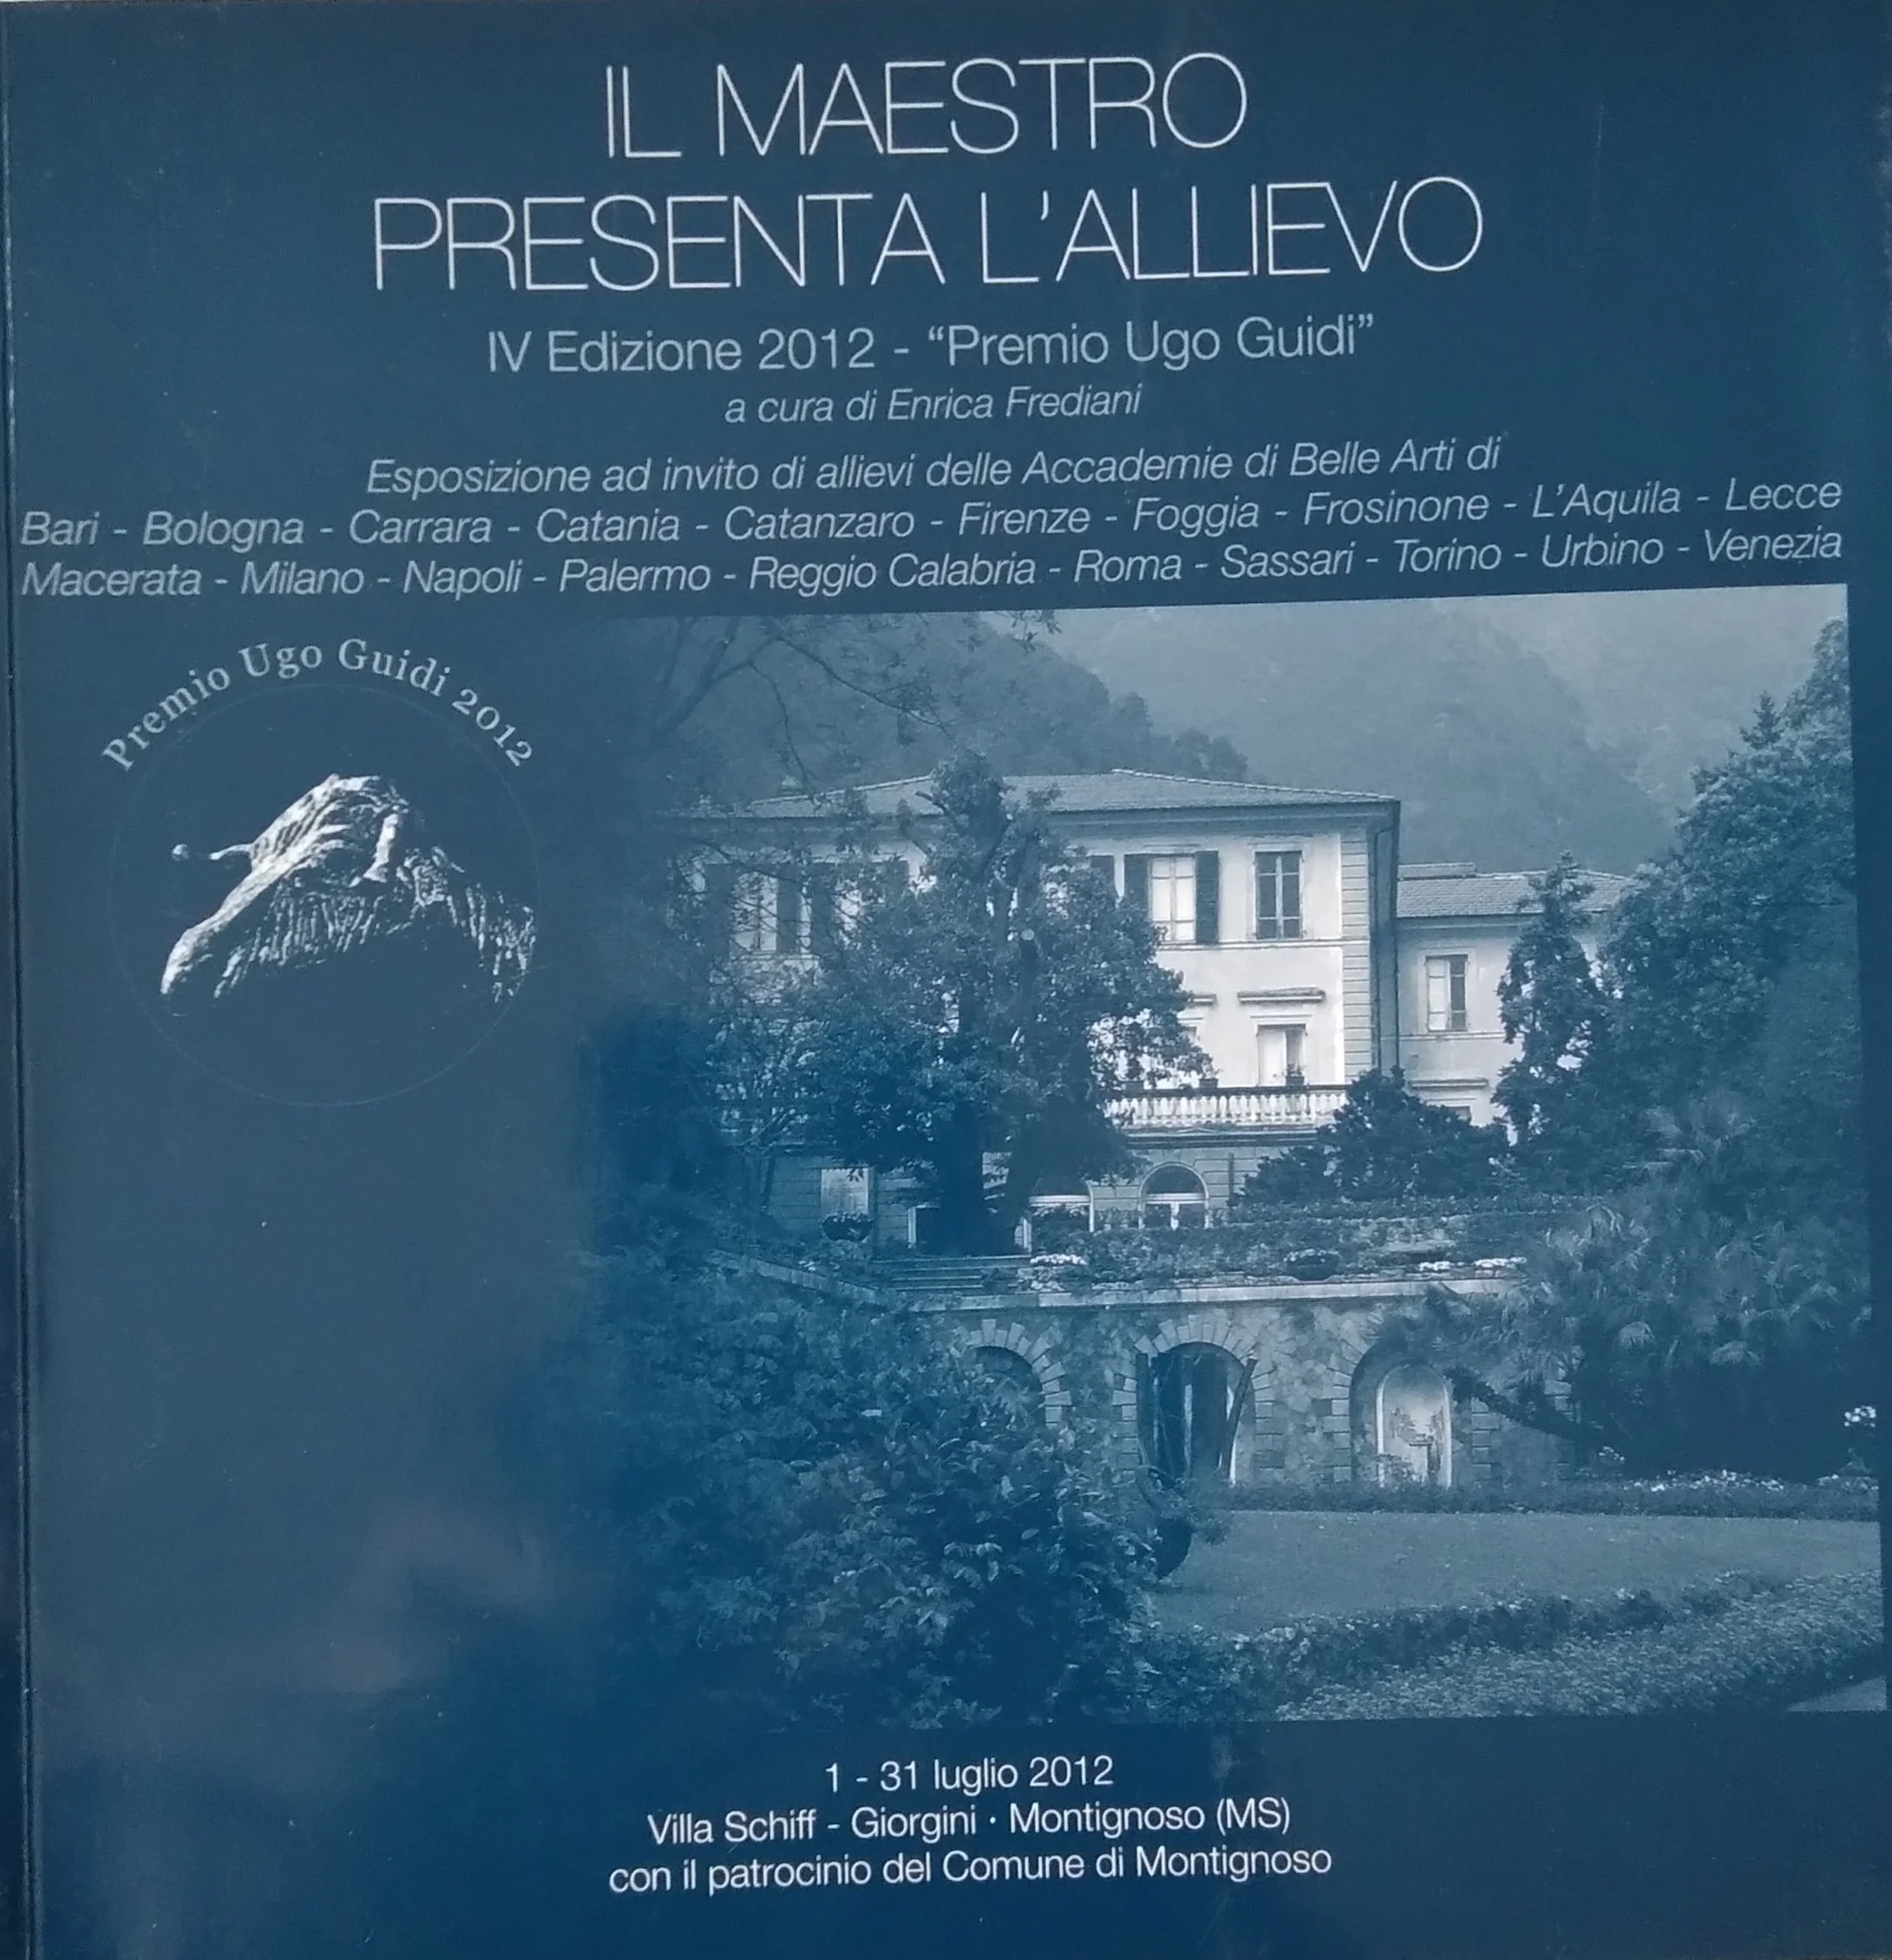 IL MAESTRO
PRESENTA L'ALLIEVO
IV Edizione 2012 - “Premio Ugo Guidi”
a cura di Enrica Frediani
Esposizione ad invito di allievi delle Accademie di Belle Arti di
Bari - Bologna - Carrara - Catania - Catanzaro - Firenze - Foggia - Frosinone - L'Aquila - Lecce
Macerata - Milano - Napoli - Palermo - Reggio Calabria - Roma - Sassari - Torino - Urbino - Venezia
Premio Ugo Guidi 2012
1 - 31 luglio 2012
Villa Schiff - Giorgini • Montignoso (MS)
con il patrocinio del Comune di Montignoso